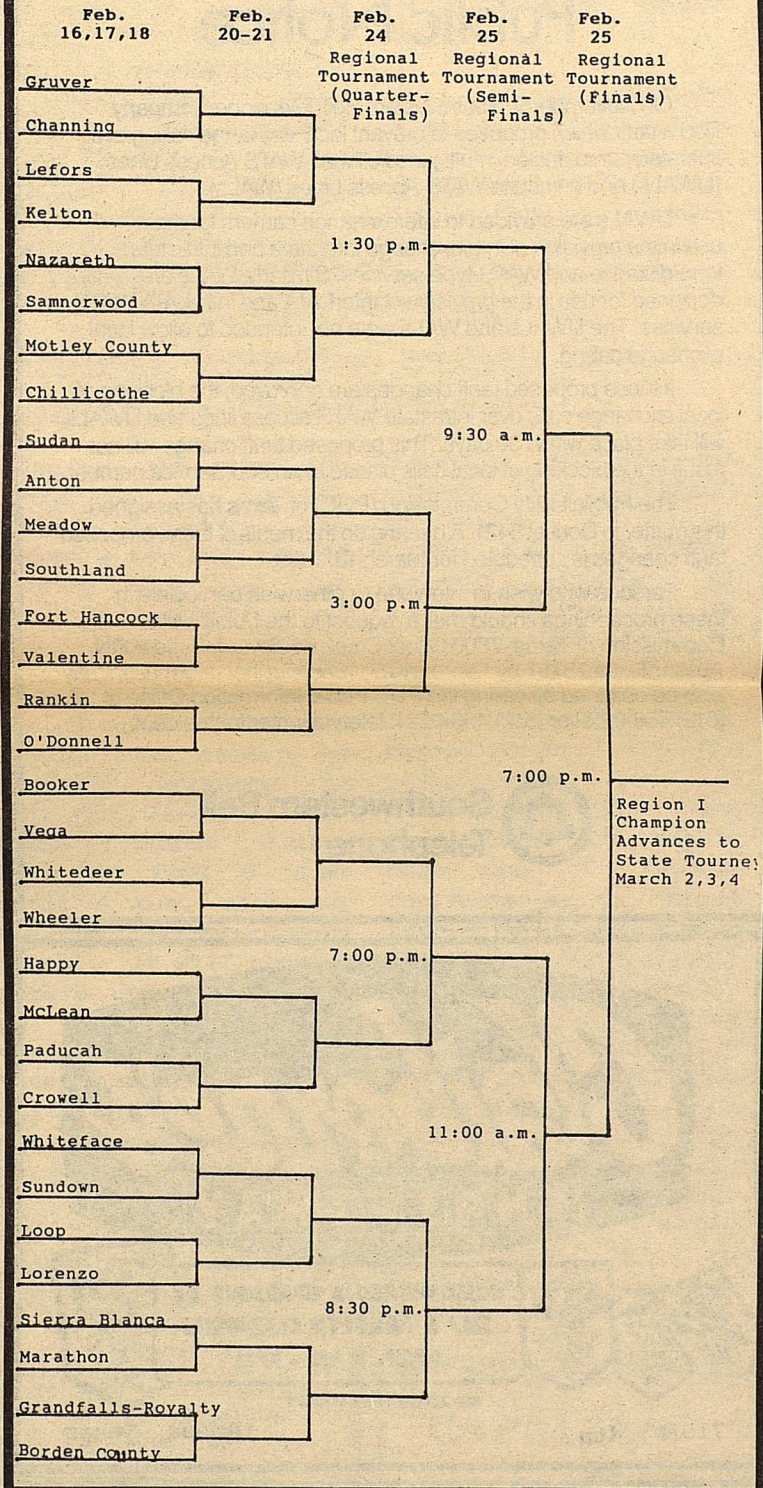 Feb. 16,17,18
Feb. 20-21
Feb. 24
Feb. 25
Feb. 25
Regional Tournament (Quarter-Finals)
Regional Tournament (Semi-Finals)
Regional Tournament (Finals)
Gruver
Channing
Lefors
Kelton
1:30 p.m.
Nazareth
Samnorwood
Motley County
Chillicothe
9:30 a.m.
Sudan
Anton
Meadow
Southland
3:00 p.m.
Fort Hancock
Valentine
Rankin
O'Donnell
7:00 p.m.
Region I
Champion
Advances to
State Tourney
March 2,3,4
Booker
Vega
Whitedeer
Wheeler
7:00 p.m.
Happy
McLean
Paducah
Crowell
11:00 a.m.
Whiteface
Sundown
Loop
Lorenzo
8:30 p.m.
Sierra Blanca
Marathon
Grandfalls-Royalty
Borden County